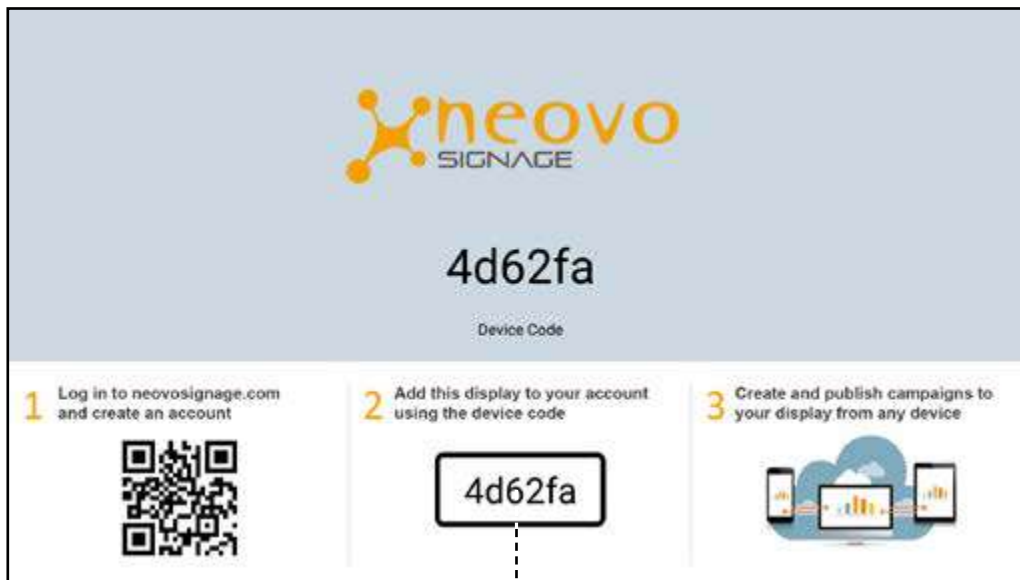 neovo
SIGNAGE
4d62fa
Device Code
1 Log in to neovosignage.com
and create an account
2 Add this display to your account
using the device code
4d62fa
3 Create and publish campaigns to
your display from any device